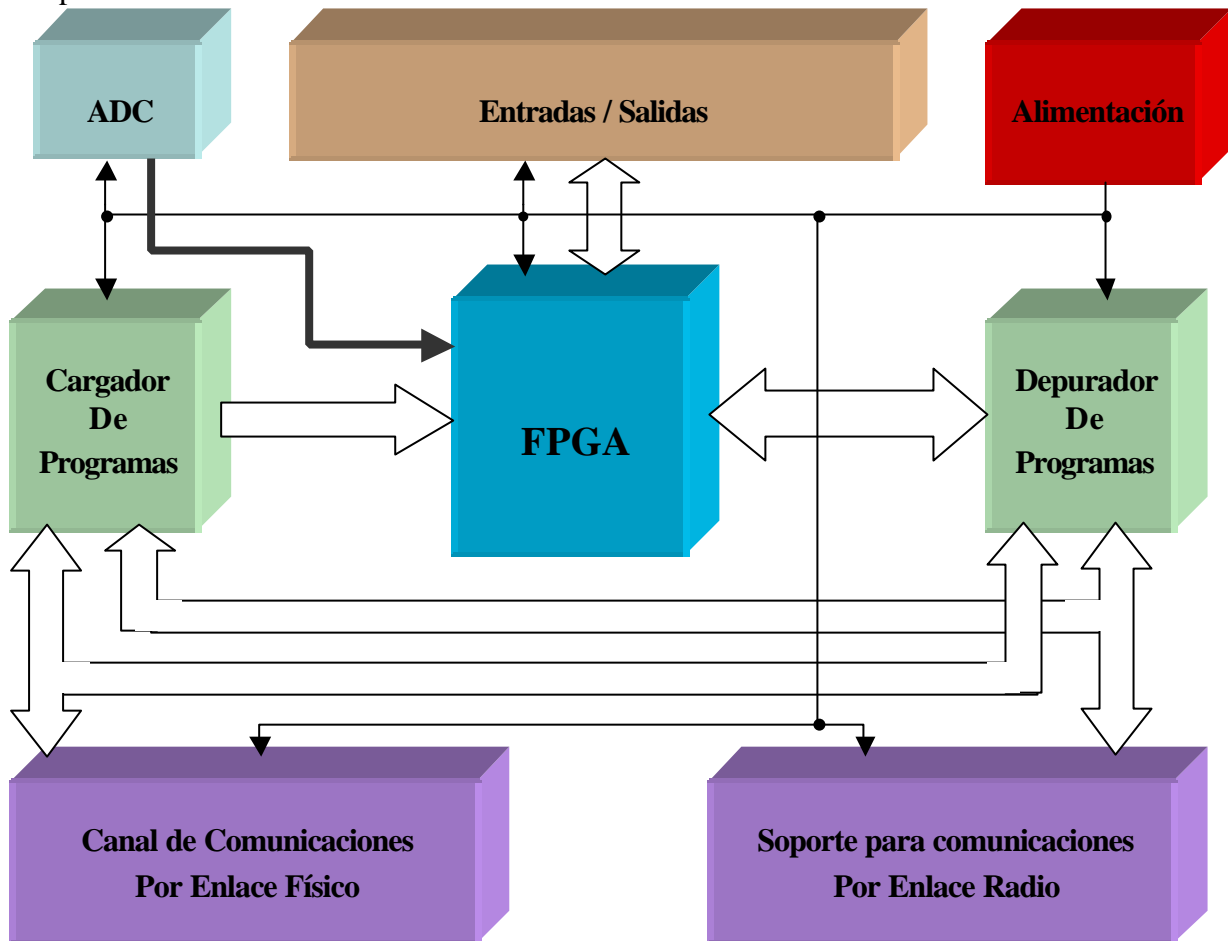 ADC
Entradas / Salidas
Alimentación
Cargador
De
Programas
FPGA
Depurador
De
Programas
Canal de Comunicaciones
Por Enlace Físico
Soporte para comunicaciones
Por Enlace Radio